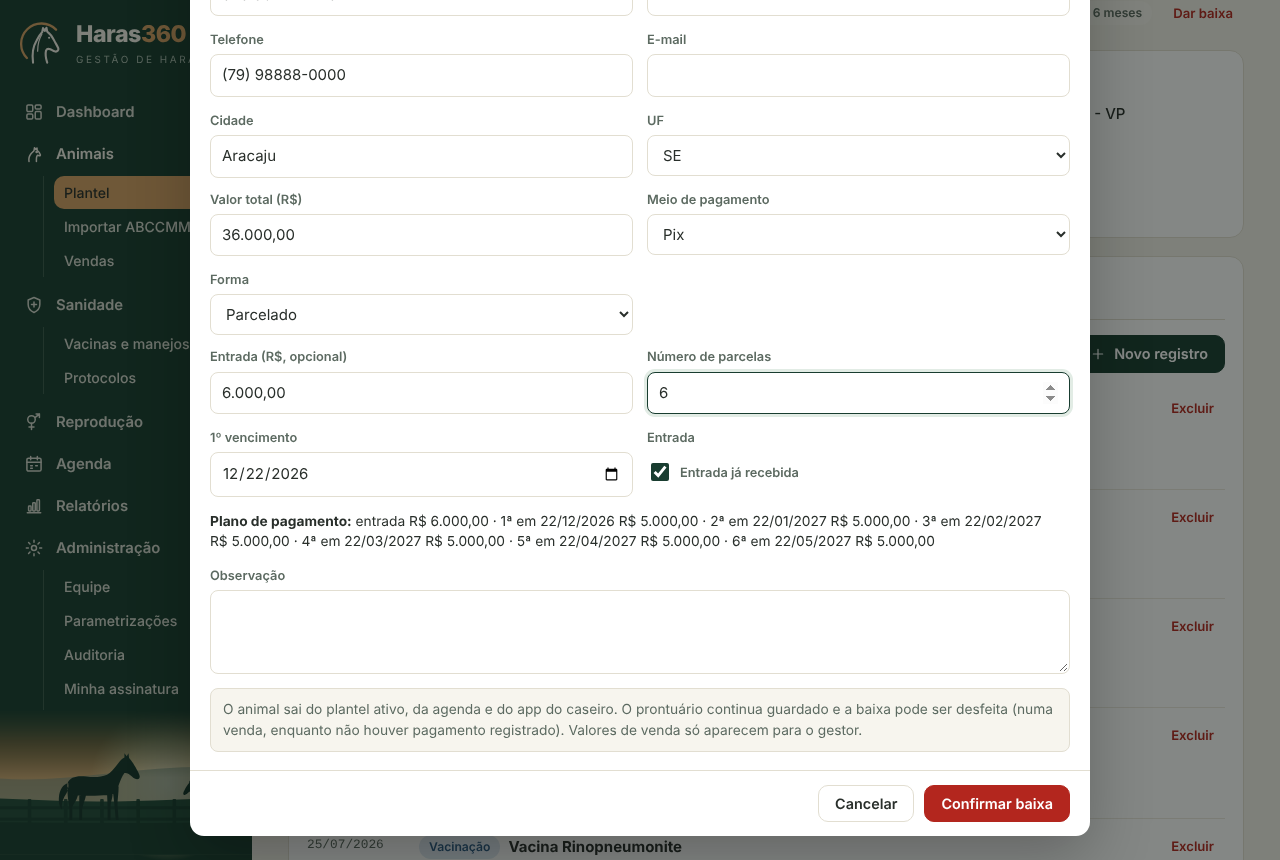 Haras360
GESTÃO DE HARA
Dashboard
Animais
Plantel
Importar ABCCMM
Vendas
Sanidade
Vacinas e manejos
Protocolos
Reprodução
Agenda
Relatórios
Administração
Equipe
Parametrizações
Auditoria
Minha assinatura
Telefone
E-mail
(79) 98888-0000
Cidade
UF
Aracaju
SE
Valor total (R$)
Meio de pagamento
36.000,00
Pix
Forma
Parcelado
Entrada (R$, opcional)
Número de parcelas
6.000,00
6
1º vencimento
Entrada
12/22/2026
Entrada já recebida
Plano de pagamento: entrada R$ 6.000,00 · 1ª em 22/12/2026 R$ 5.000,00 · 2ª em 22/01/2027 R$ 5.000,00 · 3ª em 22/02/2027
R$ 5.000,00 · 4ª em 22/03/2027 R$ 5.000,00 · 5ª em 22/04/2027 R$ 5.000,00 · 6ª em 22/05/2027 R$ 5.000,00
Observação
O animal sai do plantel ativo, da agenda e do app do caseiro. O prontuário continua guardado e a baixa pode ser desfeita (numa
venda, enquanto não houver pagamento registrado). Valores de venda só aparecem para o gestor.
Cancelar
Confirmar baixa
6 meses
Dar baixa
- VP
+ Novo registro
Excluir
Excluir
Excluir
Excluir
25/07/2026
Vacinação
Vacina Rinopneumonite
Excluir